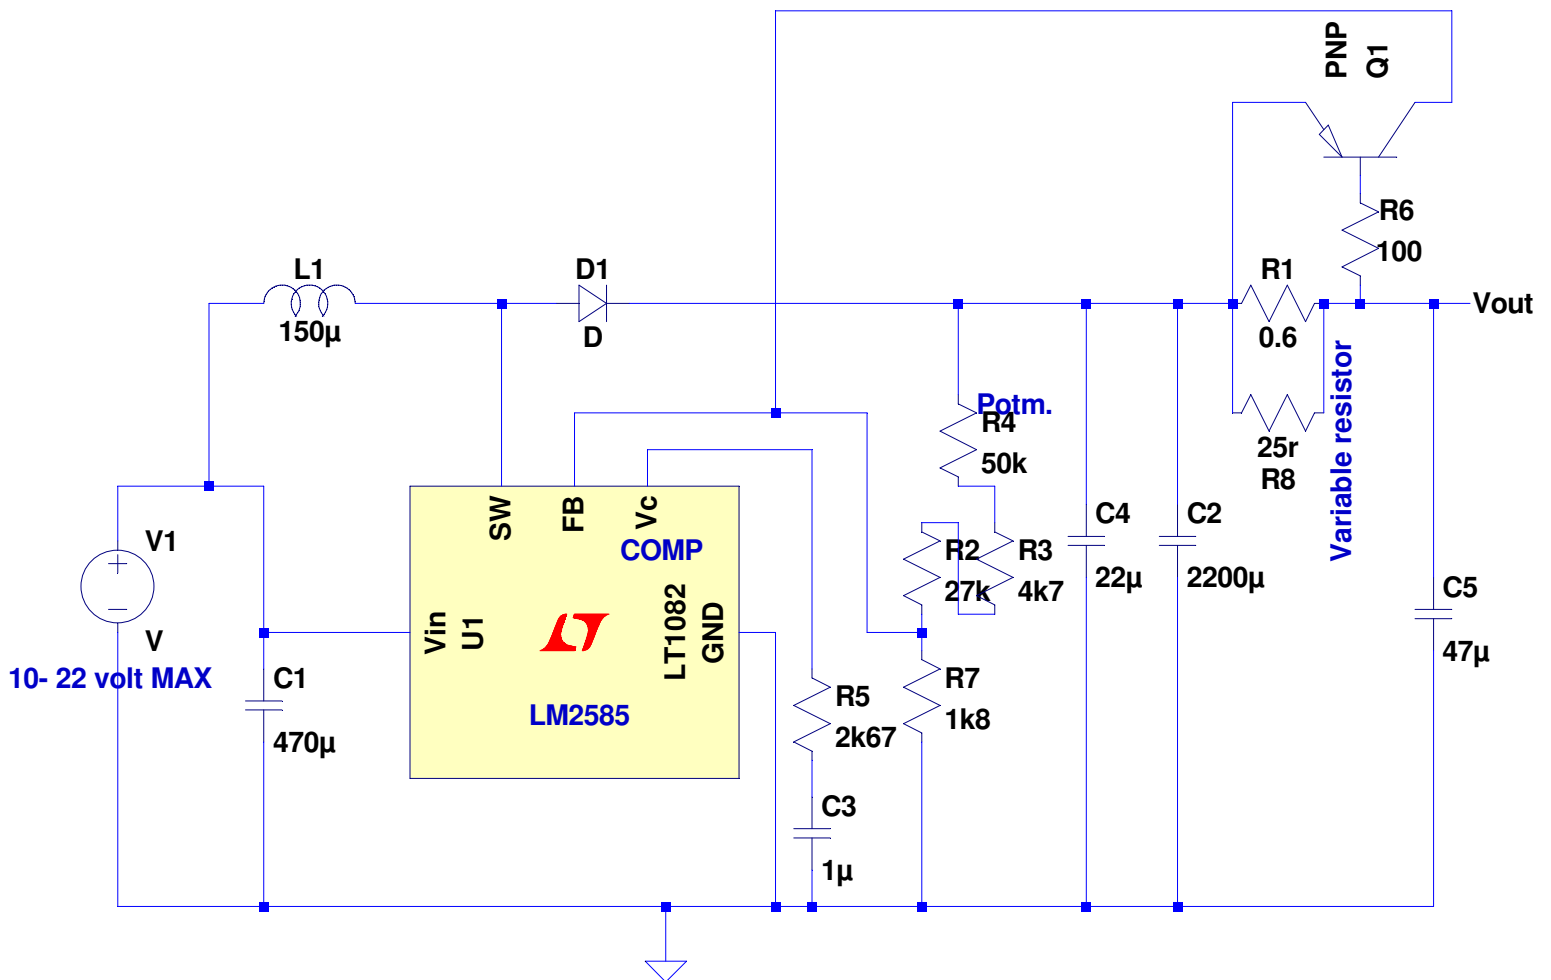 PNP
Q1
R6
100
L1
150µ
D1
D
R1
0.6
Vout
Variable resistor
Potm.
R4
50k
25r
R8
SW
FB
Vc
COMP
V1
V
10- 22 volt MAX
Vin
U1
LT1082
GND
LM2585
R2
27k
R3
4k7
C4
22µ
C2
2200µ
C5
47µ
C1
470µ
R5
2k67
R7
1k8
C3
1µ